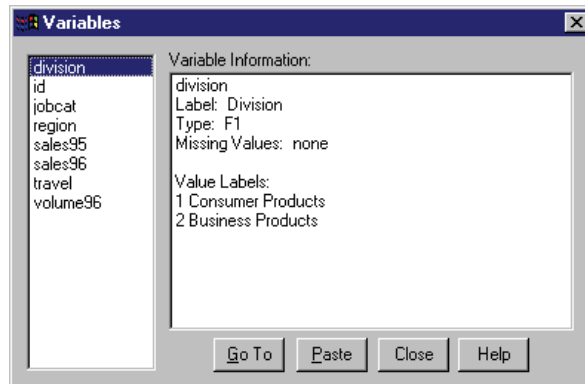 Variables
division
id
jobcat
region
sales95
sales96
travel
volume96
Variable Information:
division
Label: Division
Type: F1
Missing Values: none
Value Labels:
1 Consumer Products
2 Business Products
Go To
Paste
Close
Help